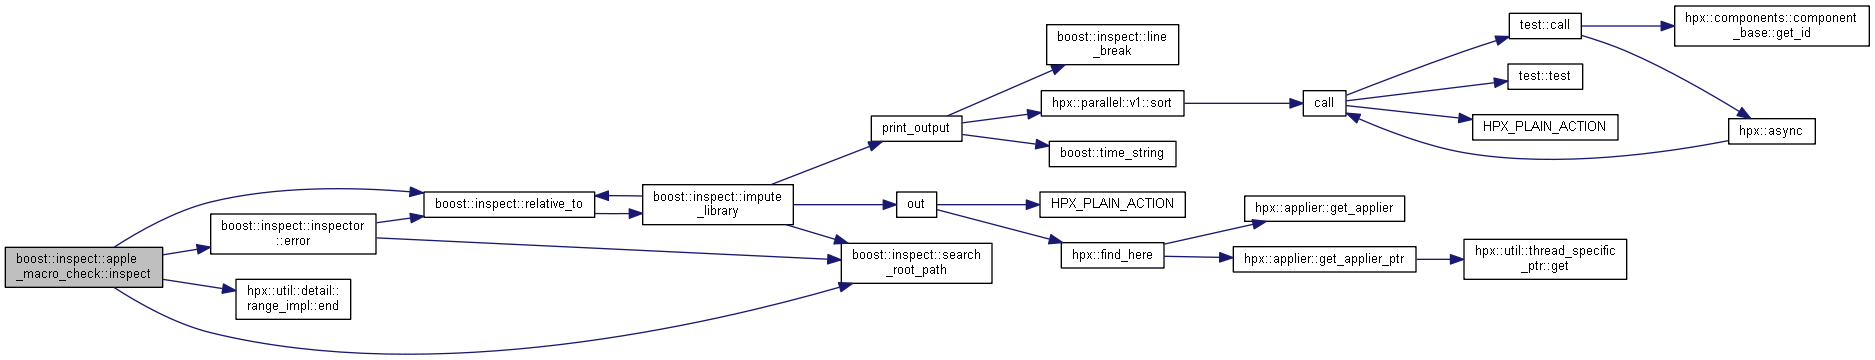 boost::inspect::apple
_macro_check::inspect
boost::inspect::inspector
::error
hpx::util::detail::
range_impl::end
boost::inspect::relative_to
boost::inspect::impute
_library
print_output
out
boost::inspect::search
_root_path
boost::inspect::line
_break
hpx::parallel::v1::sort
boost::time_string
HPX_PLAIN_ACTION
hpx::find_here
hpx::applier::get_applier
hpx::applier::get_applier_ptr
call
test::call
test::test
HPX_PLAIN_ACTION
hpx::util::thread_specific
_ptr::get
hpx::components::component
_base::get_id
hpx::async